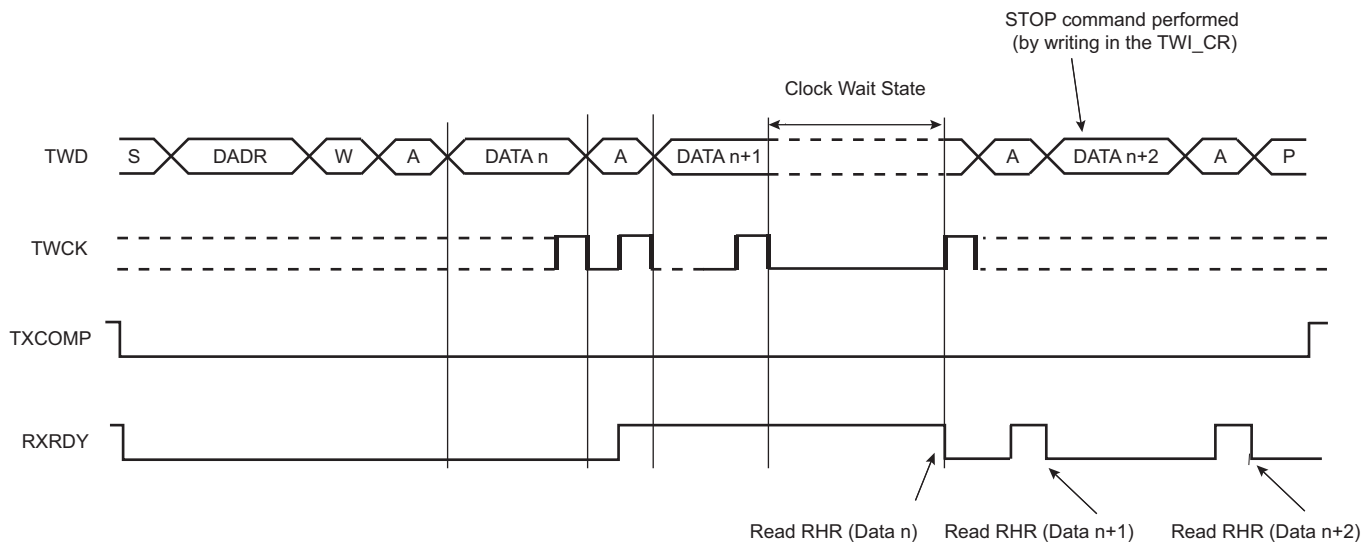 STOP command performed
(by writing in the TWI_CR)
Clock Wait State
TWD S DADR W A DATA n A DATA n+1 A DATA n+2 A P
TWCK
TXCOMP
RXRDY
Read RHR (Data n) Read RHR (Data n+1) Read RHR (Data n+2)